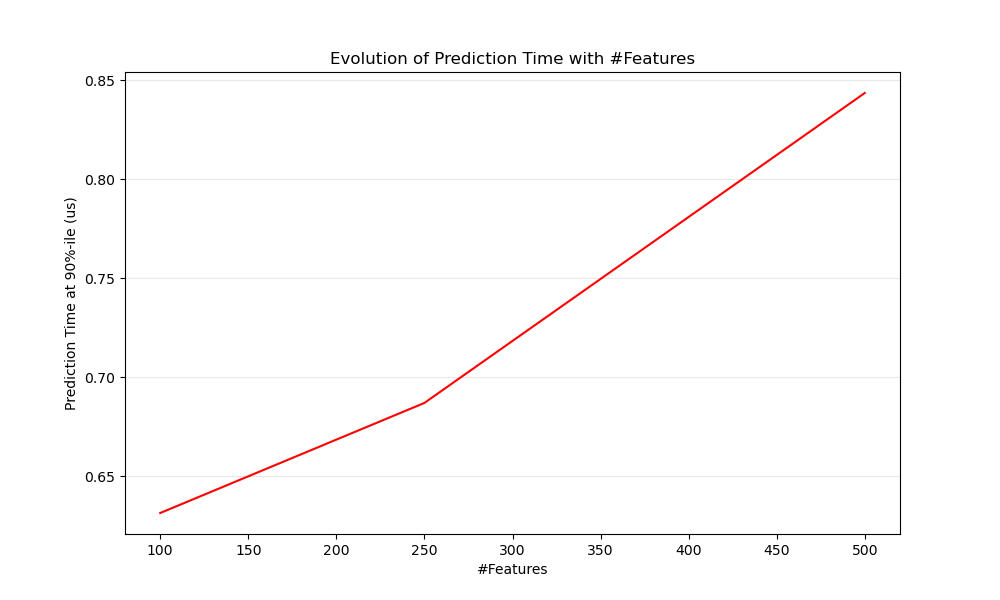 Evolution of Prediction Time with #Features
Prediction Time at 90%-ile (us)
0.85
0.80
0.75
0.70
0.65
100 150 200 250 300 350 400 450 500
#Features